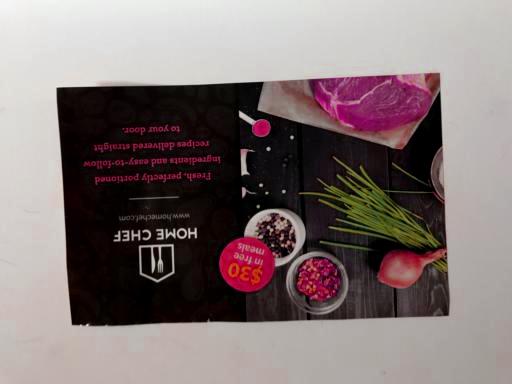 HOME CHEF
www.homechef.com
Fresh, perfectly portioned
ingredients and easy-to-follow
recipes delivered straight
to your door.
$30
in free
meals